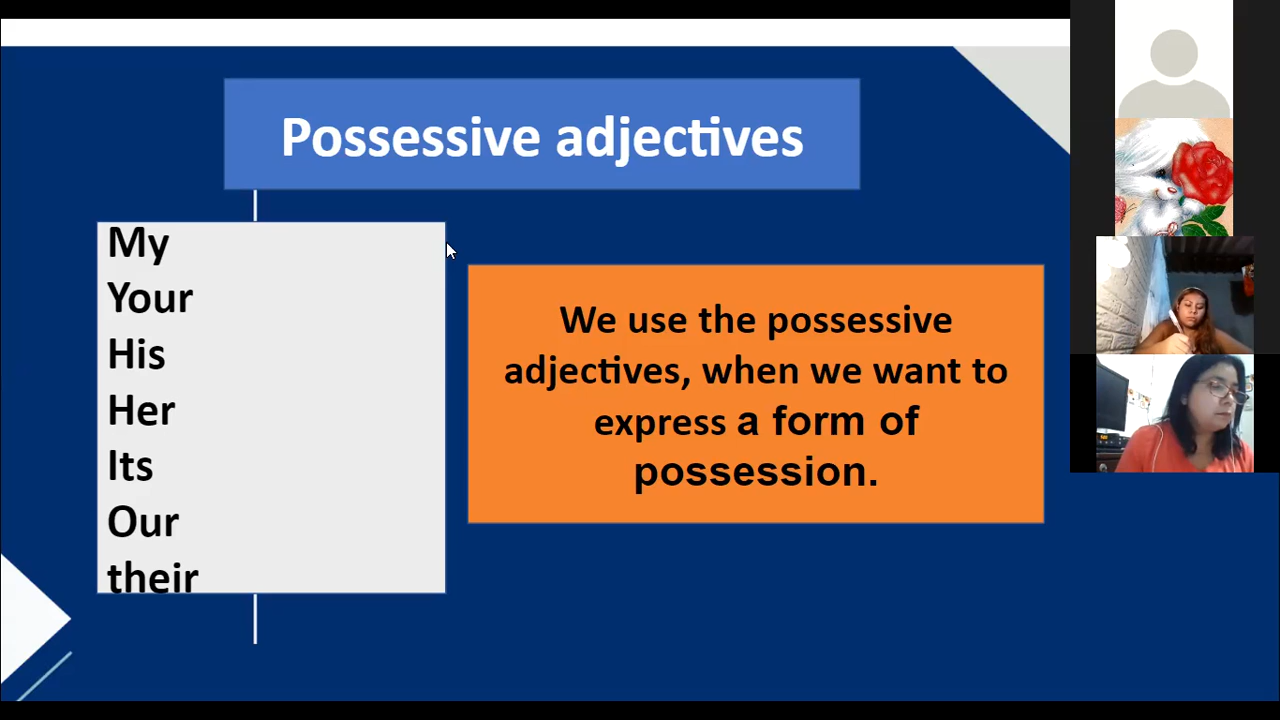 Possessive adjectives
My
Your
His
Her
Its
Our
their
We use the possessive
adjectives, when we want to
express a form of
possession.